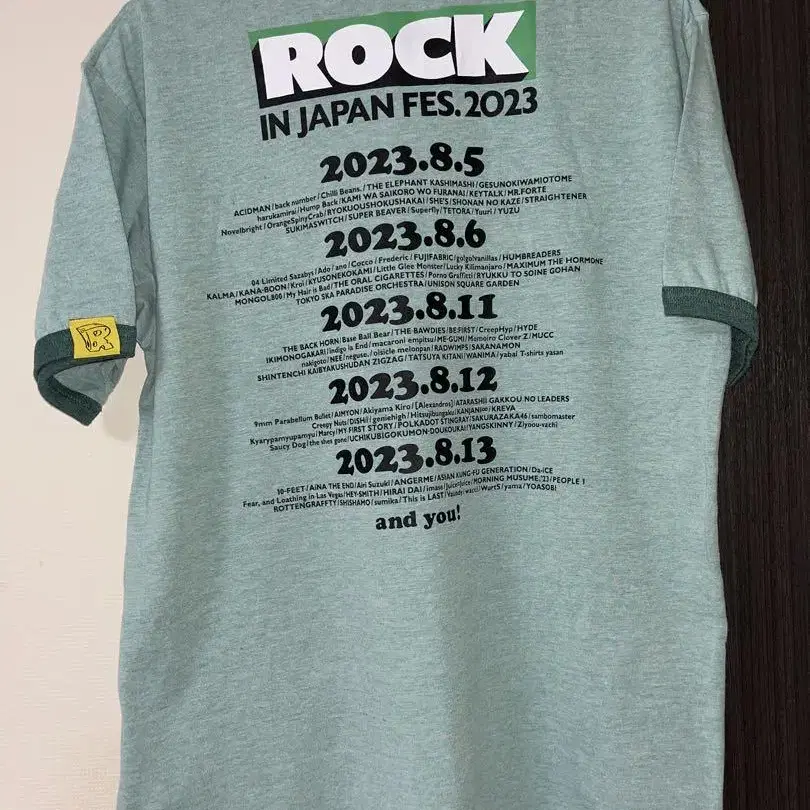 ROCK
IN JAPAN FES.2023
2023.8.5
ACIDMAN/back number/Chilli Beans./THE ELEPHANT KASHIMASHI/GESUNOKIWAMIOTOME
harukamirai/Hump Back/KAMI WA SAIKORO WO FURANAI/KEYTALK/MR.FORTE
Novelbright/OrangeSpinyCrab/RYOKUOUSHOKUSHAKAI/SHE'S/SHONAN NO KAZE/STRAIGHTENER
SUKIMASWITCH/SUPER BEAVER/Superfly/TETORA/Yuuri/YUZU
2023.8.6
04 Limited Sazabys/Ado/ano/Cocco/Frederic/FUJIFABRIC/go!go!vanillas/HUMBREADERS
KALMA/KANA-BOON/Kroi/KYUSONEKOKAMI/Little Glee Monster/Lucky Kilimanjaro/MAXIMUM THE HORMONE
MONGOL800/My Hair is Bad/THE ORAL CIGARETTES/Porno Graffitti/RYUKKU TO SOINE GOHAN
TOKYO SKA PARADISE ORCHESTRA/UNISON SQUARE GARDEN
2023.8.11
THE BACK HORN/Base Ball Bear/THE BAWDIES/BE:FIRST/CreepHyp/HYDE
IKIMONOGAKARI/indigo la End/macaroni empitsu/ME-GUMI/Momoiro Clover Z/MUCC
nakigoto/NEE/neguse./olsicle melonpan/RADWIMPS/SAKANAMON
SHINTENCHI KAIBYAKUSHUDAN ZIGZAG/TATSUYA KITANI/WANIMA/yabai T-shirts yasan
2023.8.12
9mm Parabellum Bullet/AIMYON/Akiyama Kiro/[Alexandros]/ATARASHII GAKKOU NO LEADERS
Creepy Nuts/DISH//geniehigh/Hitsujibungaku/KANJANI∞/KREVA
Kyarypamyupamyu/Marcy/MY FIRST STORY/POLKADOT STINGRAY/SAKURAZAKA46/sambomaster
Saucy Dog/the shes gone/UCHIKUBIGOKUMON-DOUKOUKAI/YANGSKINNY/Ziyoou-vachi
2023.8.13
10-FEET/AiNA THE END/Airi Suzuki/ANGERME/ASIAN KUNG-FU GENERATION/Da-iCE
Fear, and Loathing in Las Vegas/HEY-SMITH/HIRAI DAI/imase/Juice=Juice/MORNING MUSUME.'23/PEOPLE 1
ROTTENGRAFFTY/SHISHAMO/sumika/This is LAST/Vaundy/wacci/WurtS/yama/YOASOBI
and you!